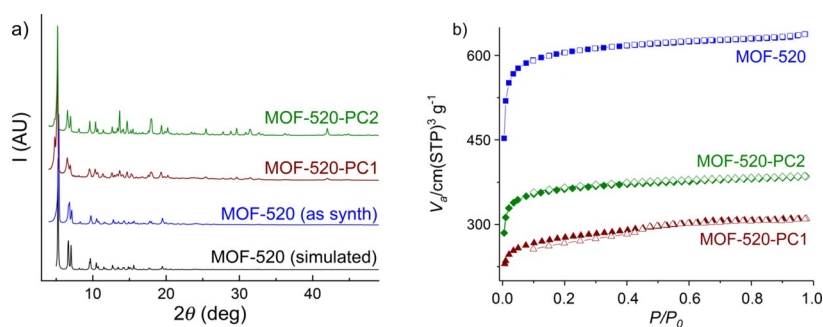 a)
I (AU)
MOF-520-PC2
MOF-520-PC1
MOF-520 (as synth)
MOF-520 (simulated)
10
20
30
40
2θ (deg)
b)
Vₐ/cm(STP)³ g⁻¹
600
450
300
MOF-520
MOF-520-PC2
MOF-520-PC1
0.0
0.2
0.4
0.6
0.8
1.0
P/P₀